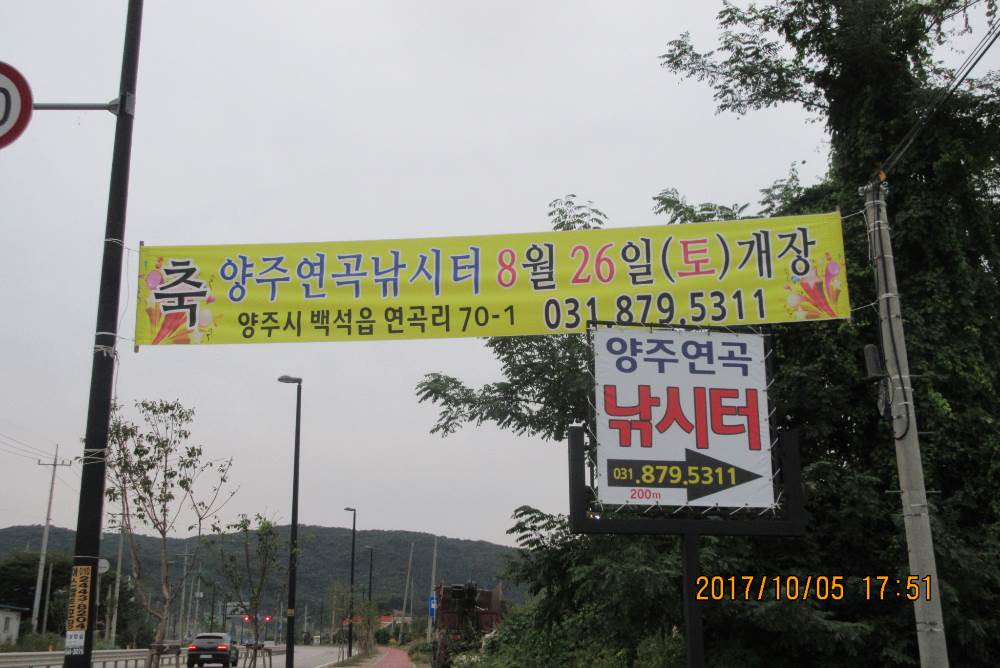 축 양주연곡낚시터 8월 26일(토)개장
양주시 백석읍 연곡리 70-1 031.879.5311
양주연곡
낚시터
031.879.5311
200m
2017/10/05 17:51